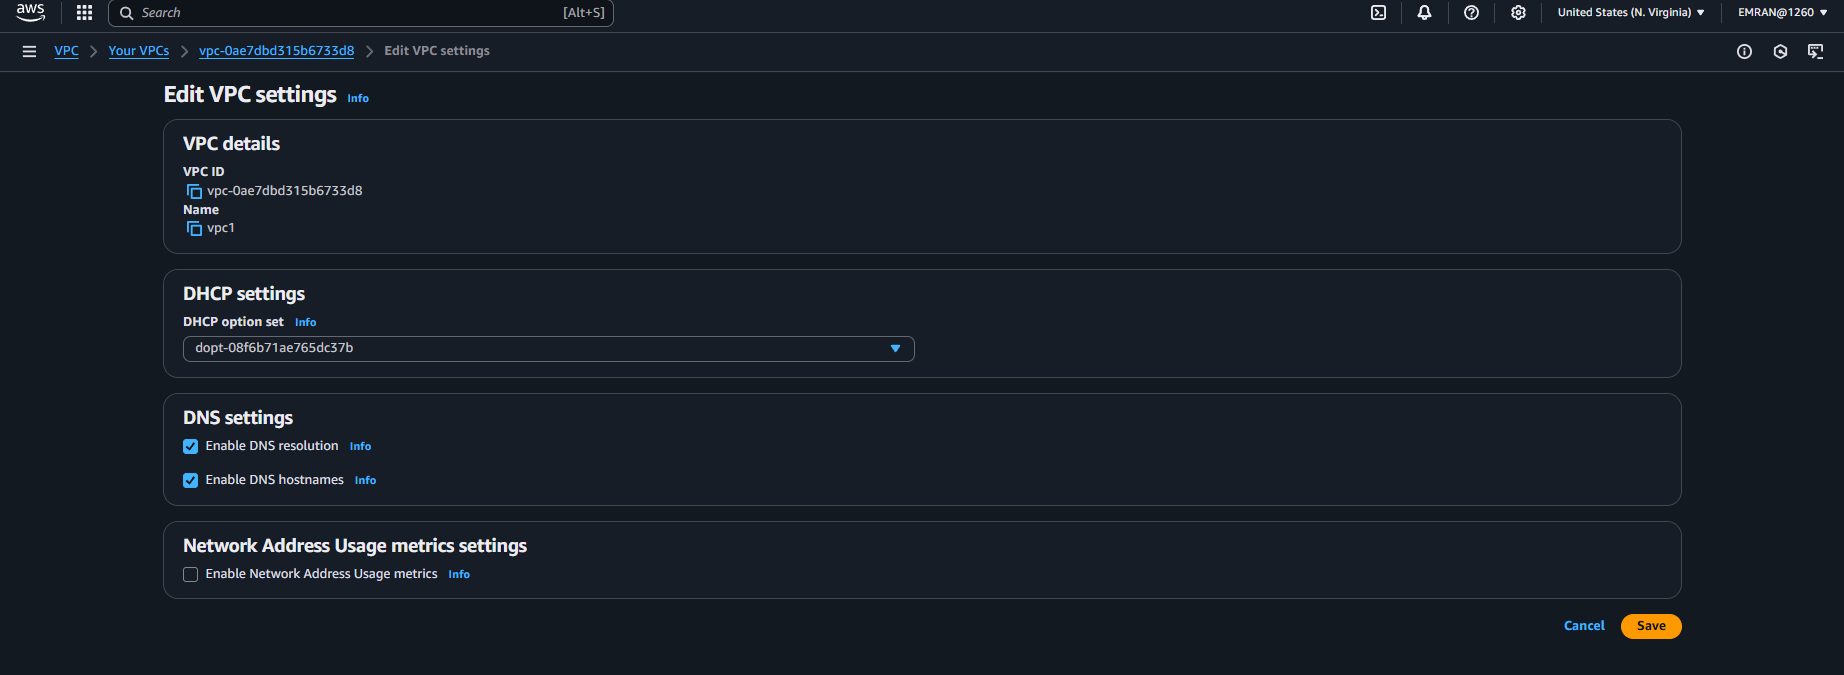 aws Search [Alt+S] United States (N. Virginia) EMRAN@1260
VPC Your VPCs vpc-0ae7dbd315b6733d8 Edit VPC settings
Edit VPC settings Info
VPC details
VPC ID
vpc-0ae7dbd315b6733d8
Name
vpc1
DHCP settings
DHCP option set Info
dopt-08f6b71ae765dc37b
DNS settings
Enable DNS resolution Info
Enable DNS hostnames Info
Network Address Usage metrics settings
Enable Network Address Usage metrics Info
Cancel Save